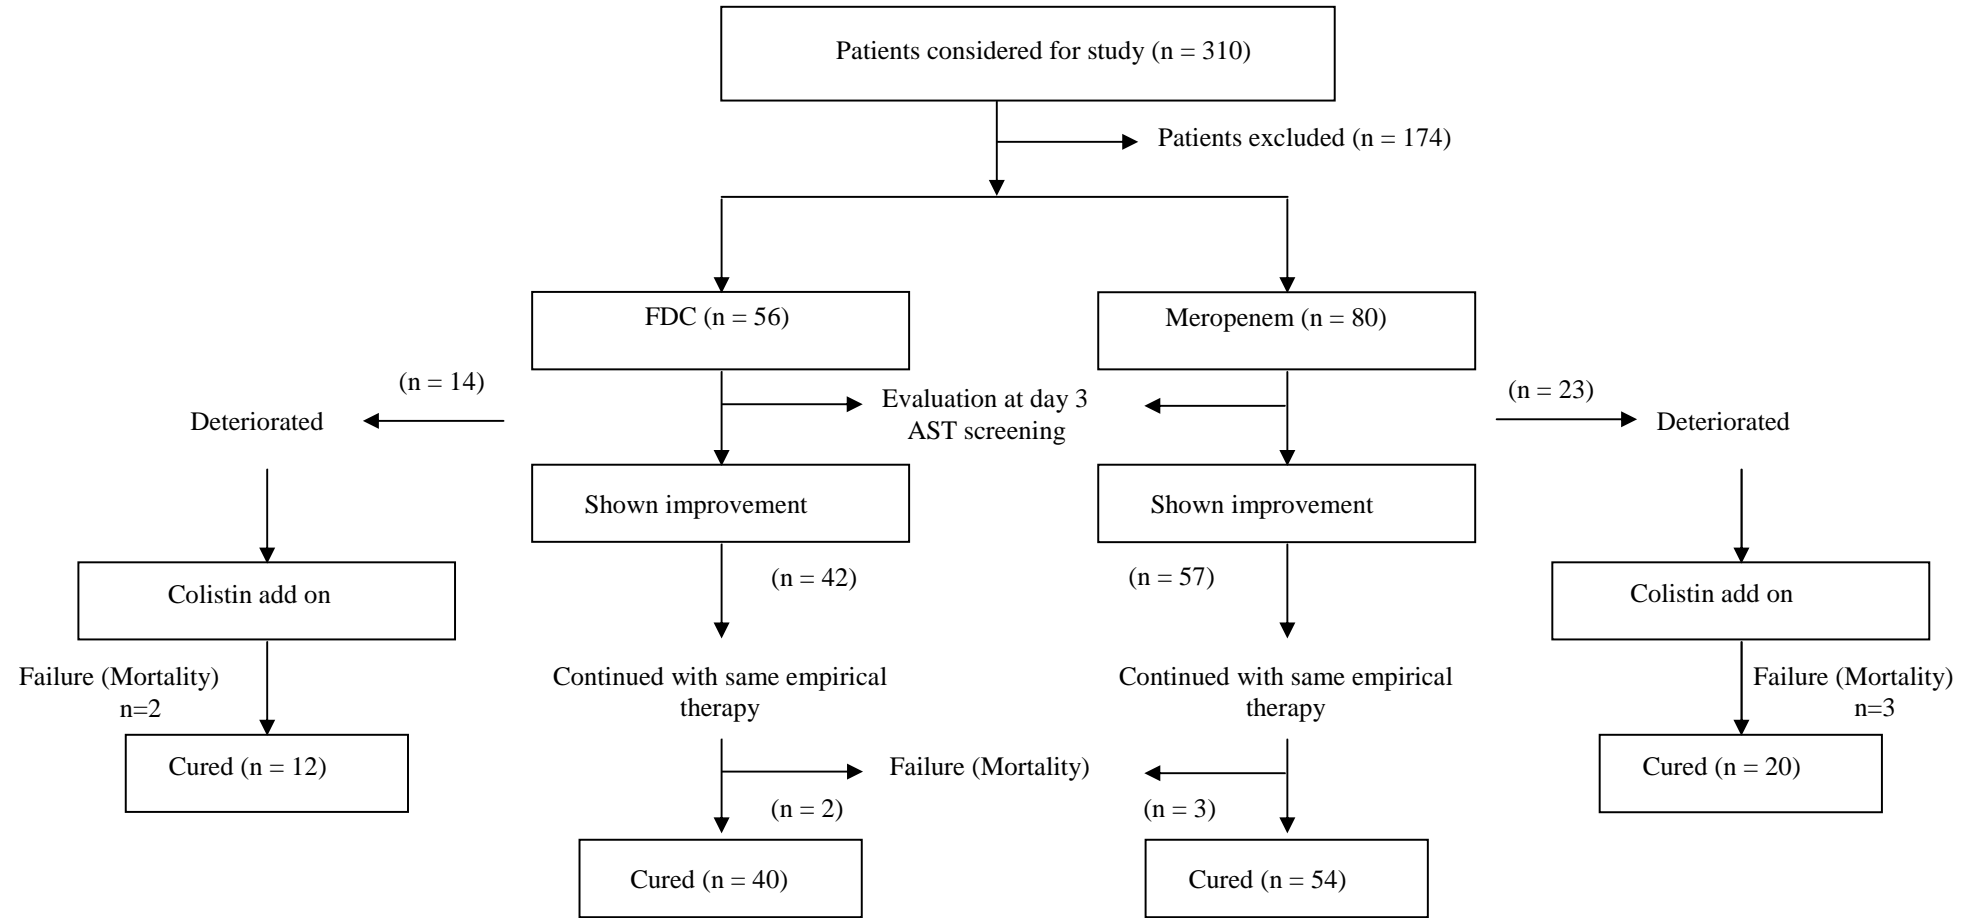 Patients considered for study (n = 310)
Patients excluded (n = 174)
FDC (n = 56)
Meropenem (n = 80)
(n = 14)
Deteriorated
Evaluation at day 3
AST screening
(n = 23)
Deteriorated
Shown improvement
Shown improvement
(n = 42)
(n = 57)
Colistin add on
Colistin add on
Failure (Mortality)
n=2
Continued with same empirical
therapy
Continued with same empirical
therapy
Failure (Mortality)
n=3
Cured (n = 12)
Failure (Mortality)
Cured (n = 20)
(n = 2)
(n = 3)
Cured (n = 40)
Cured (n = 54)